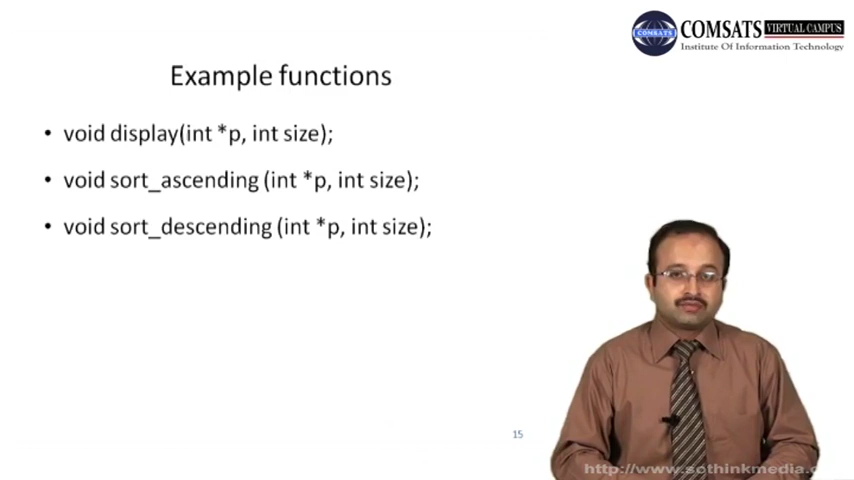 COMSATS VIRTUAL CAMPUS
COMSATS
Institute Of Information Technology
Example functions
• void display(int *p, int size);
• void sort_ascending (int *p, int size);
• void sort_descending (int *p, int size);
15
http://www.sothinkmedia.c